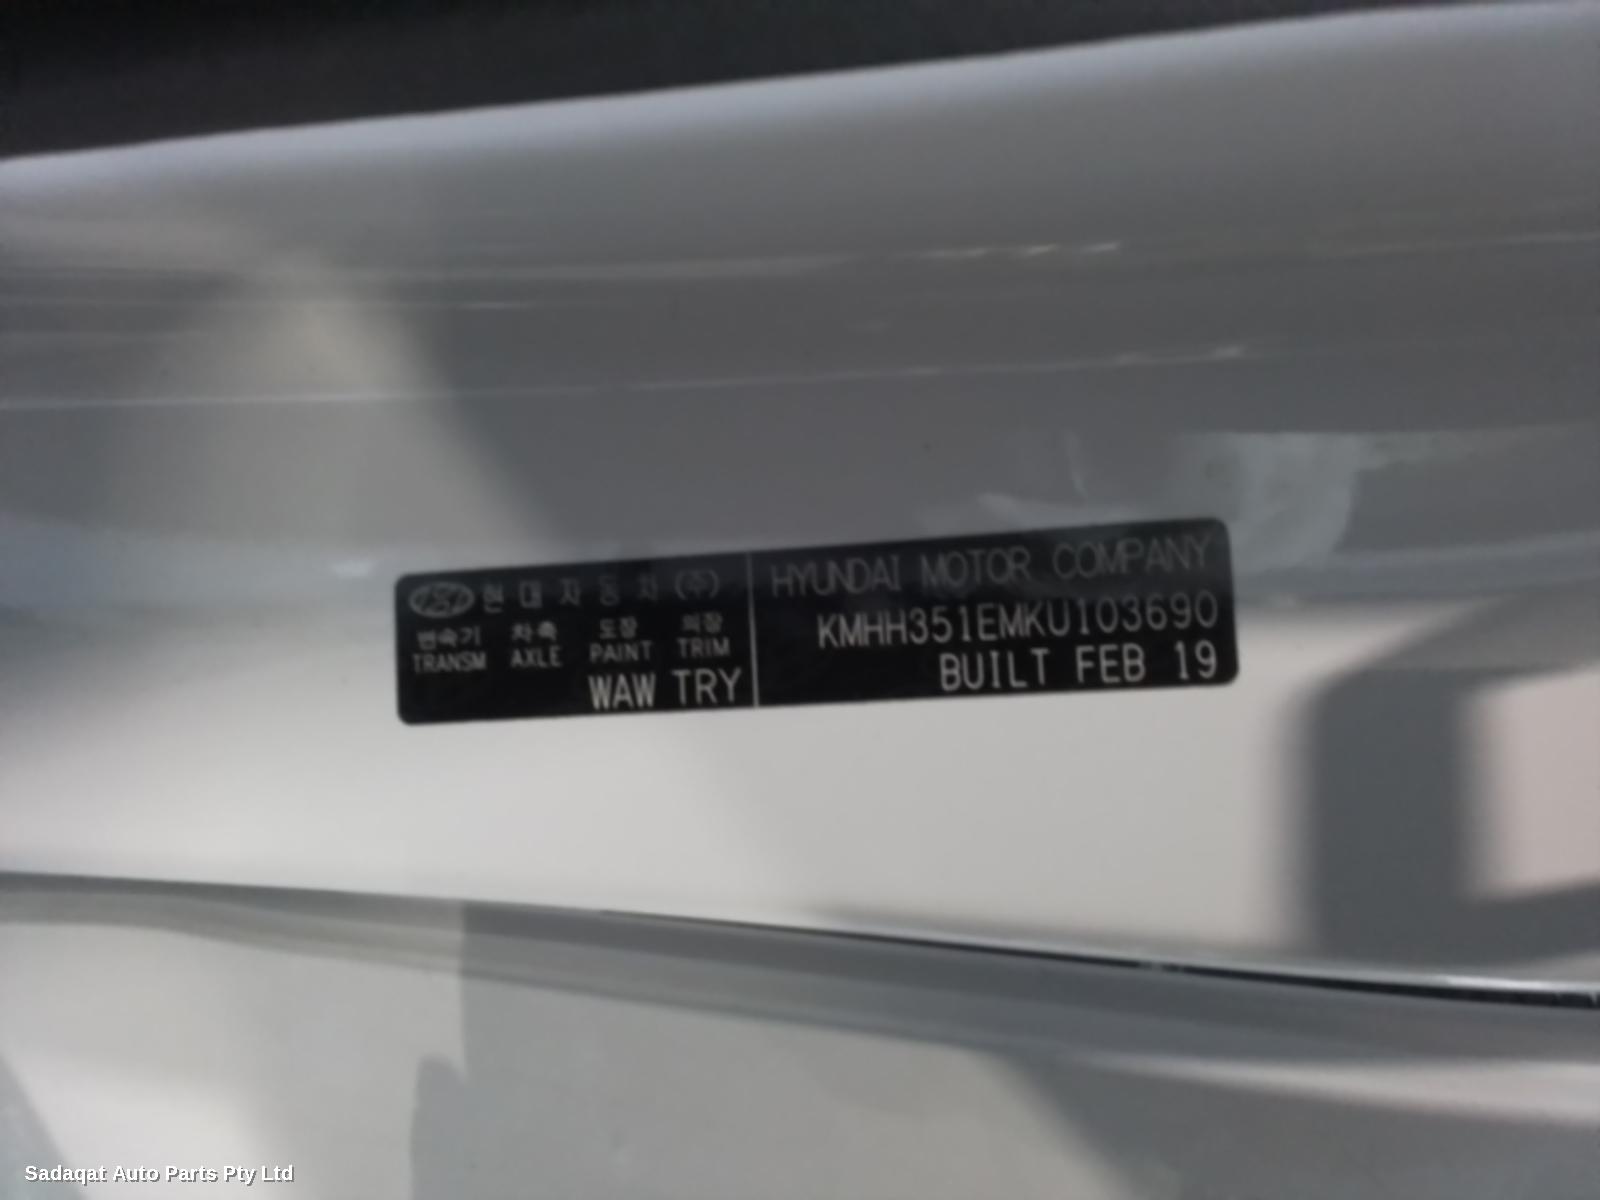 현대자동차(주)
변속기 차축 도장 의장
TRANSM AXLE PAINT TRIM
WAW TRY
HYUNDAI MOTOR COMPANY
KMHH351EMKU103690
BUILT FEB 19
Sadaqat Auto Parts Pty Ltd